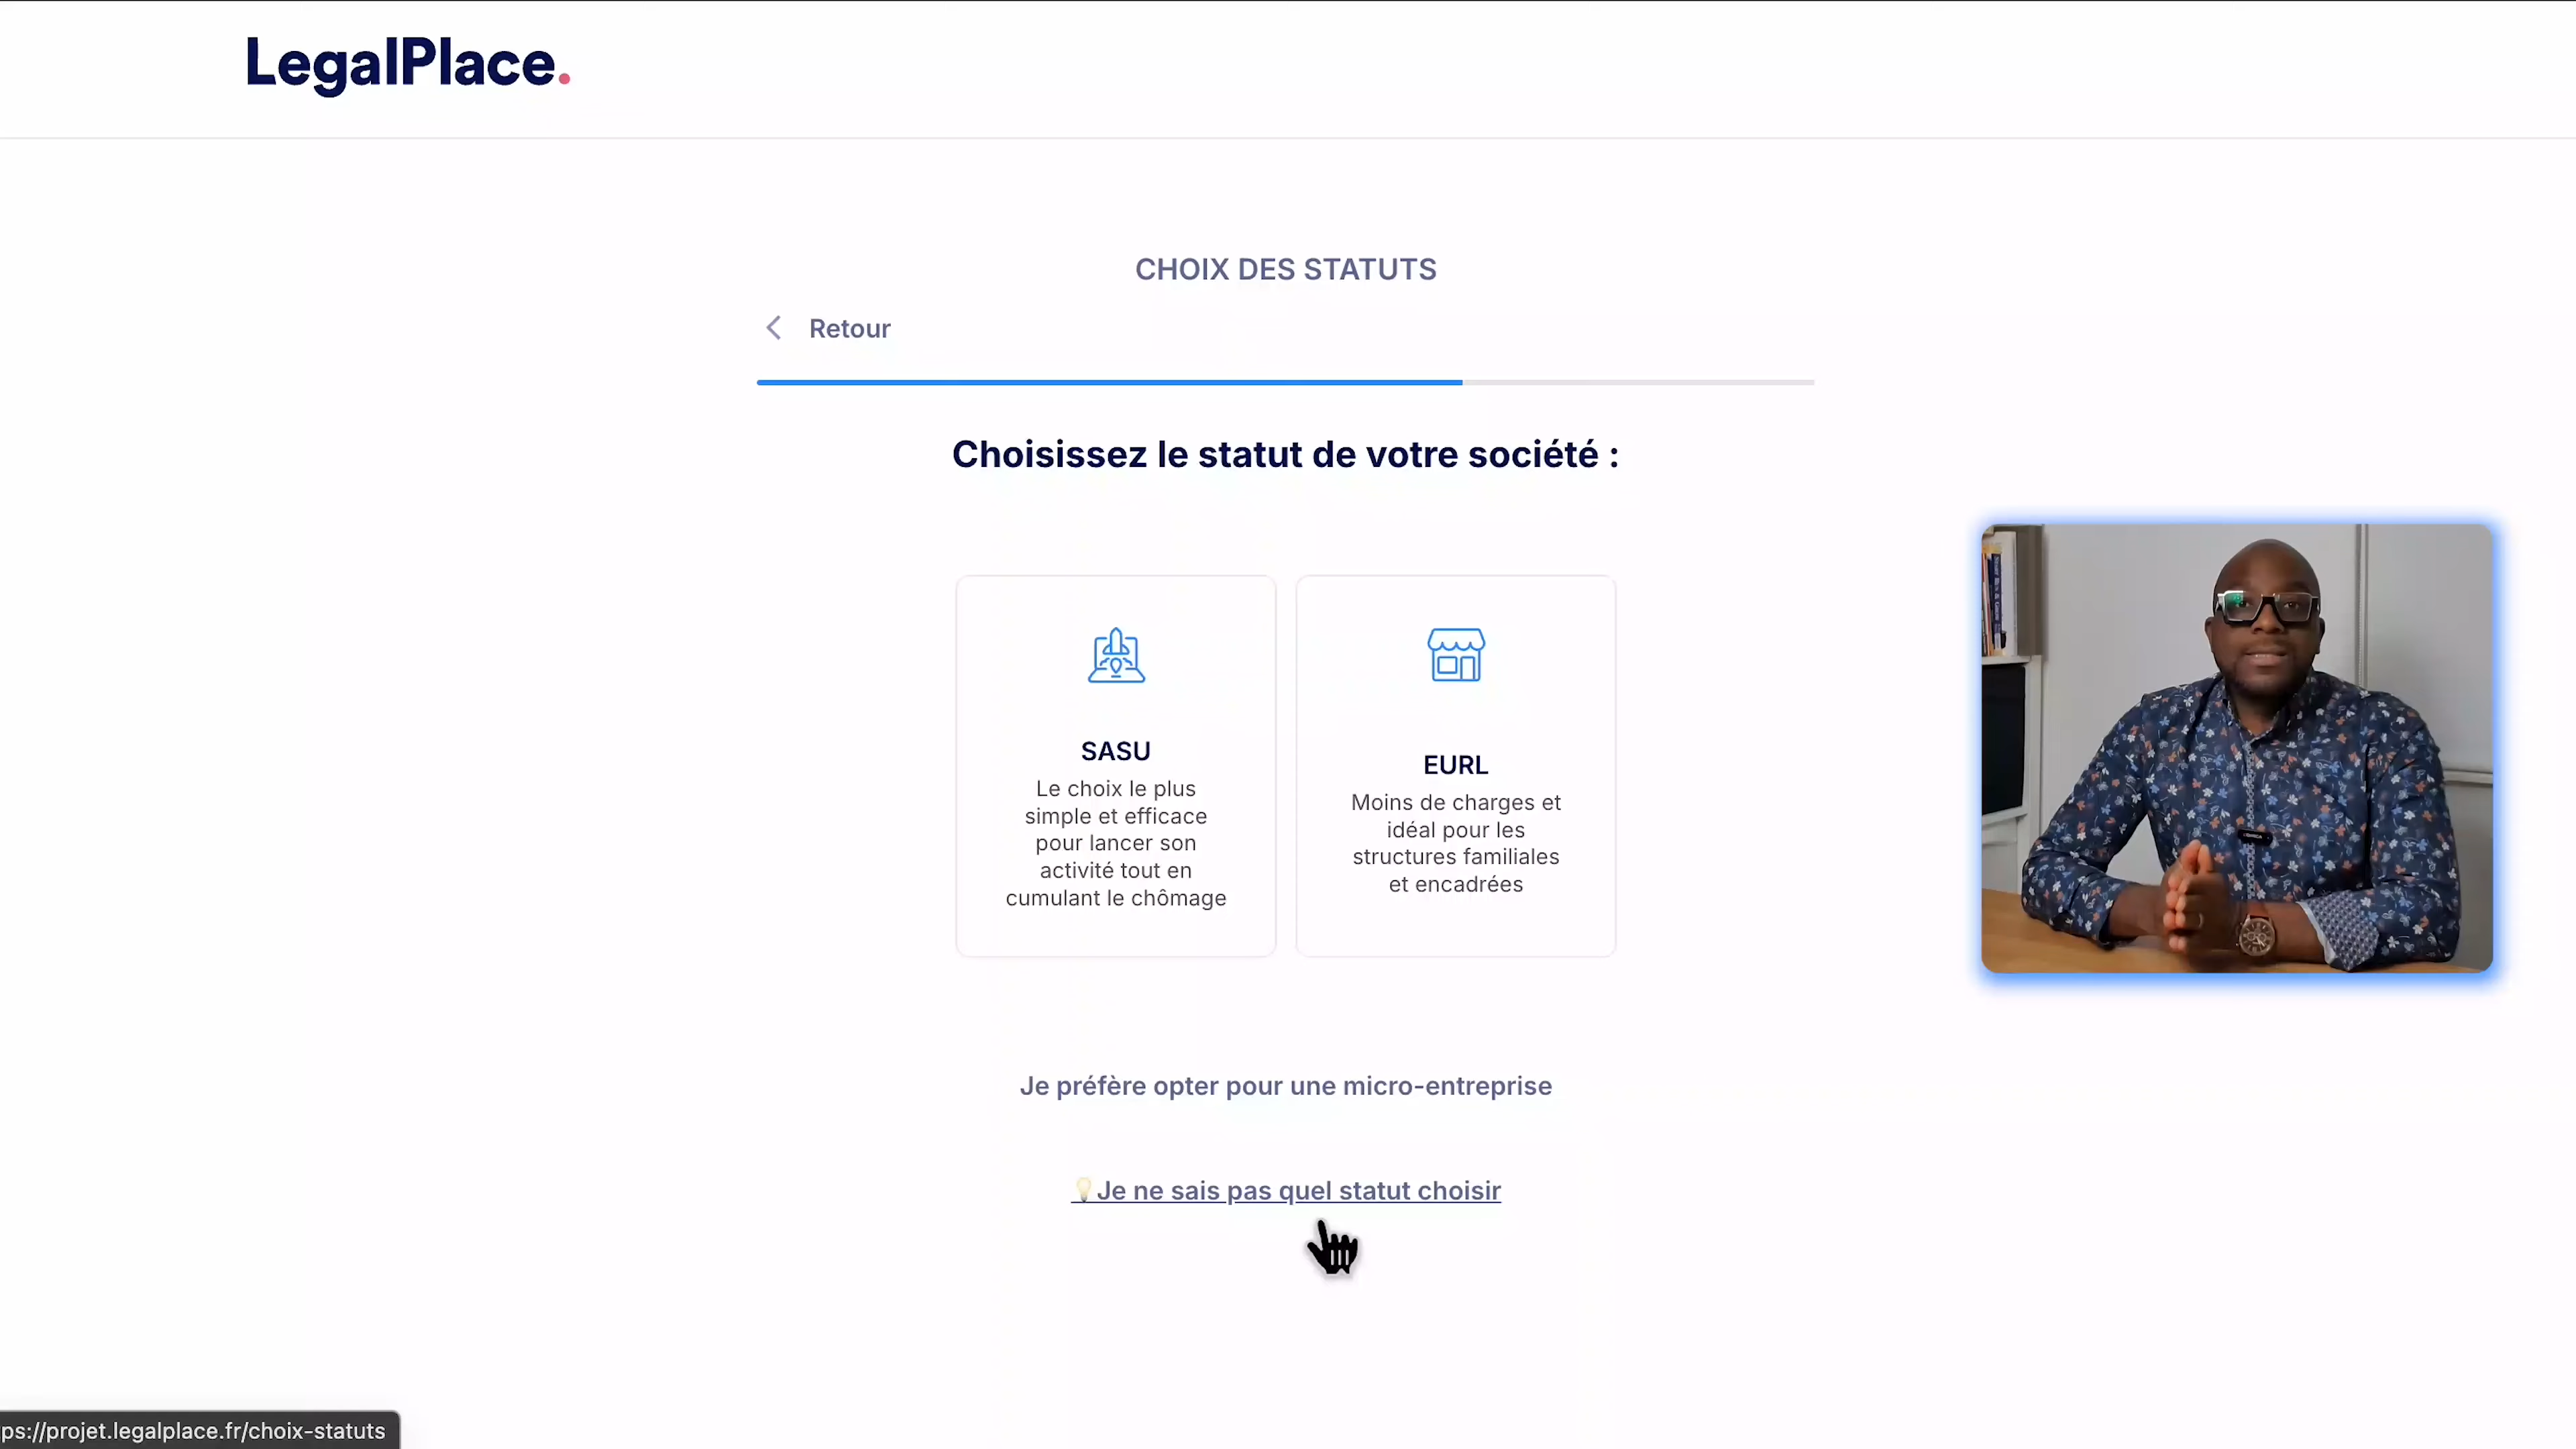 LegalPlace.
CHOIX DES STATUTS
Retour
Choisissez le statut de votre société :
SASU
Le choix le plus
simple et efficace
pour lancer son
activité tout en
cumulant le chômage
EURL
Moins de charges et
idéal pour les
structures familiales
et encadrées
Je préfère opter pour une micro-entreprise
💡Je ne sais pas quel statut choisir
ps://projet.legalplace.fr/choix-statuts